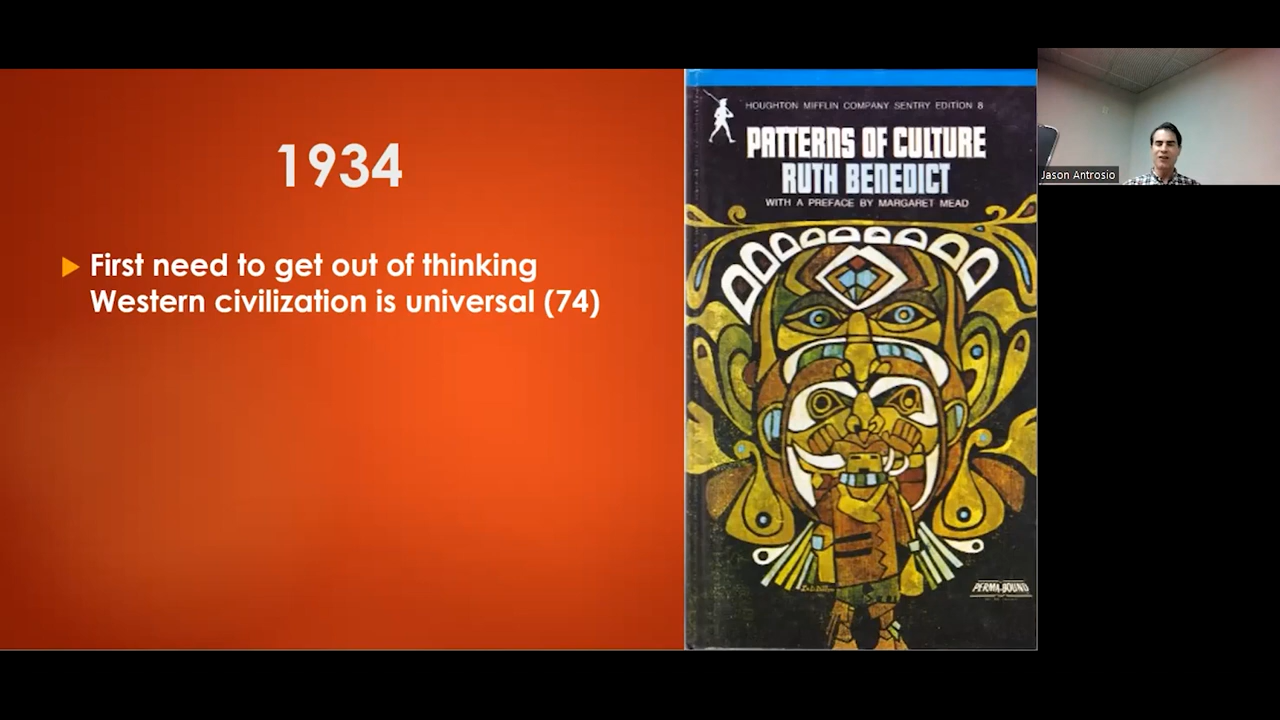 1934
First need to get out of thinking
Western civilization is universal (74)
HOUGHTON MIFFLIN COMPANY SENTRY EDITION 8
PATTERNS OF CULTURE
RUTH BENEDICT
WITH A PREFACE BY MARGARET MEAD
PERMA-BOUND
Jason Antrosio